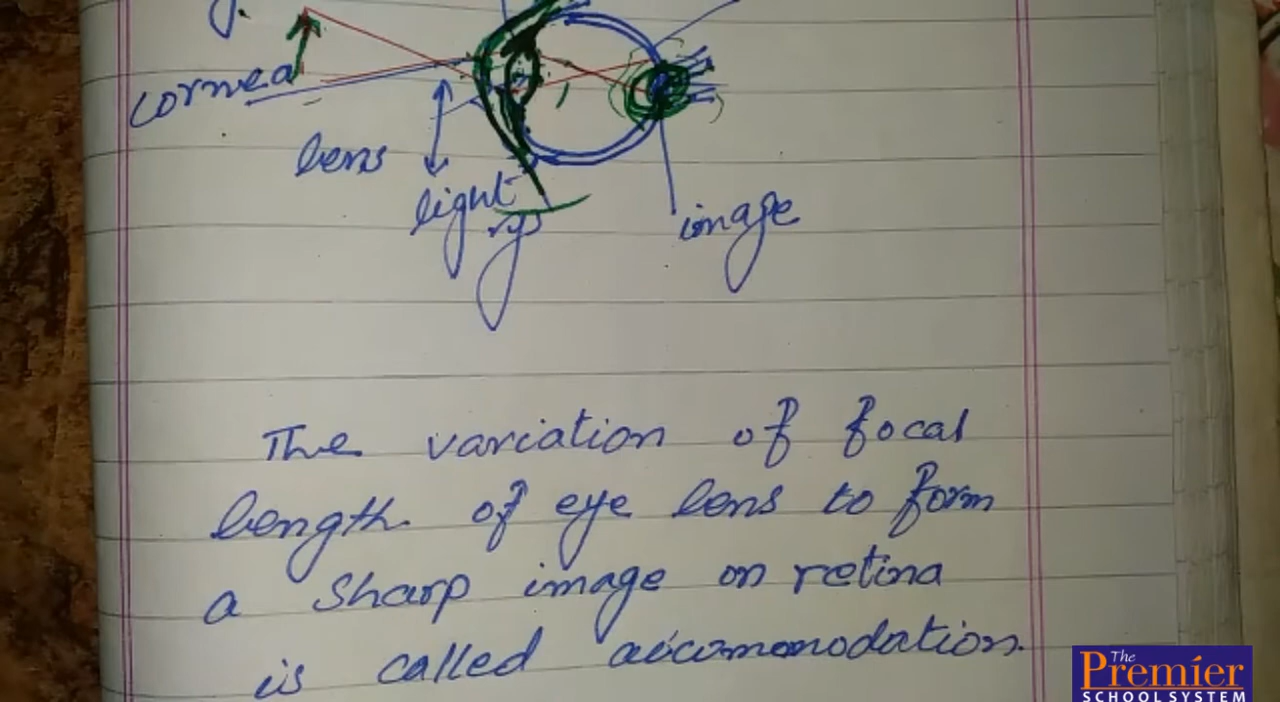 cornea
lens
light
rys
image
The variation of focal
length of eye lens to form
a sharp image on retina
is called accommodation.
The
Premier
SCHOOL SYSTEM